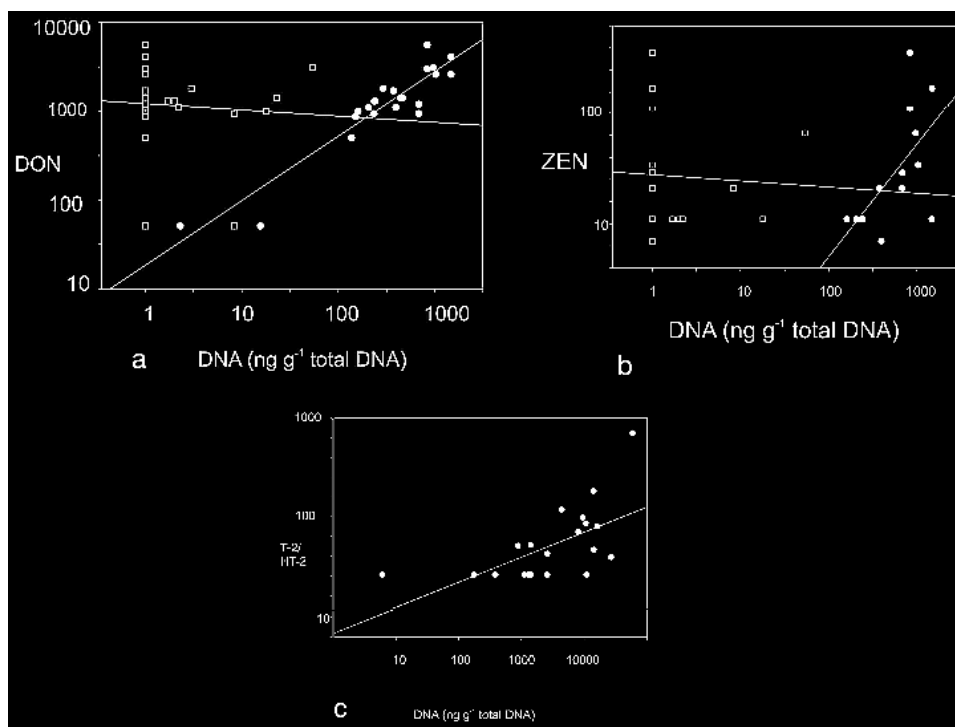 10000
1000
DON
100
10
1 10 100 1000
a DNA (ng g⁻¹ total DNA)
100
ZEN
10
1 10 100 1000
DNA (ng g⁻¹ total DNA)
b
1000
100
T-2/
HT-2
10
10 100 1000 10000
c DNA (ng g⁻¹ total DNA)